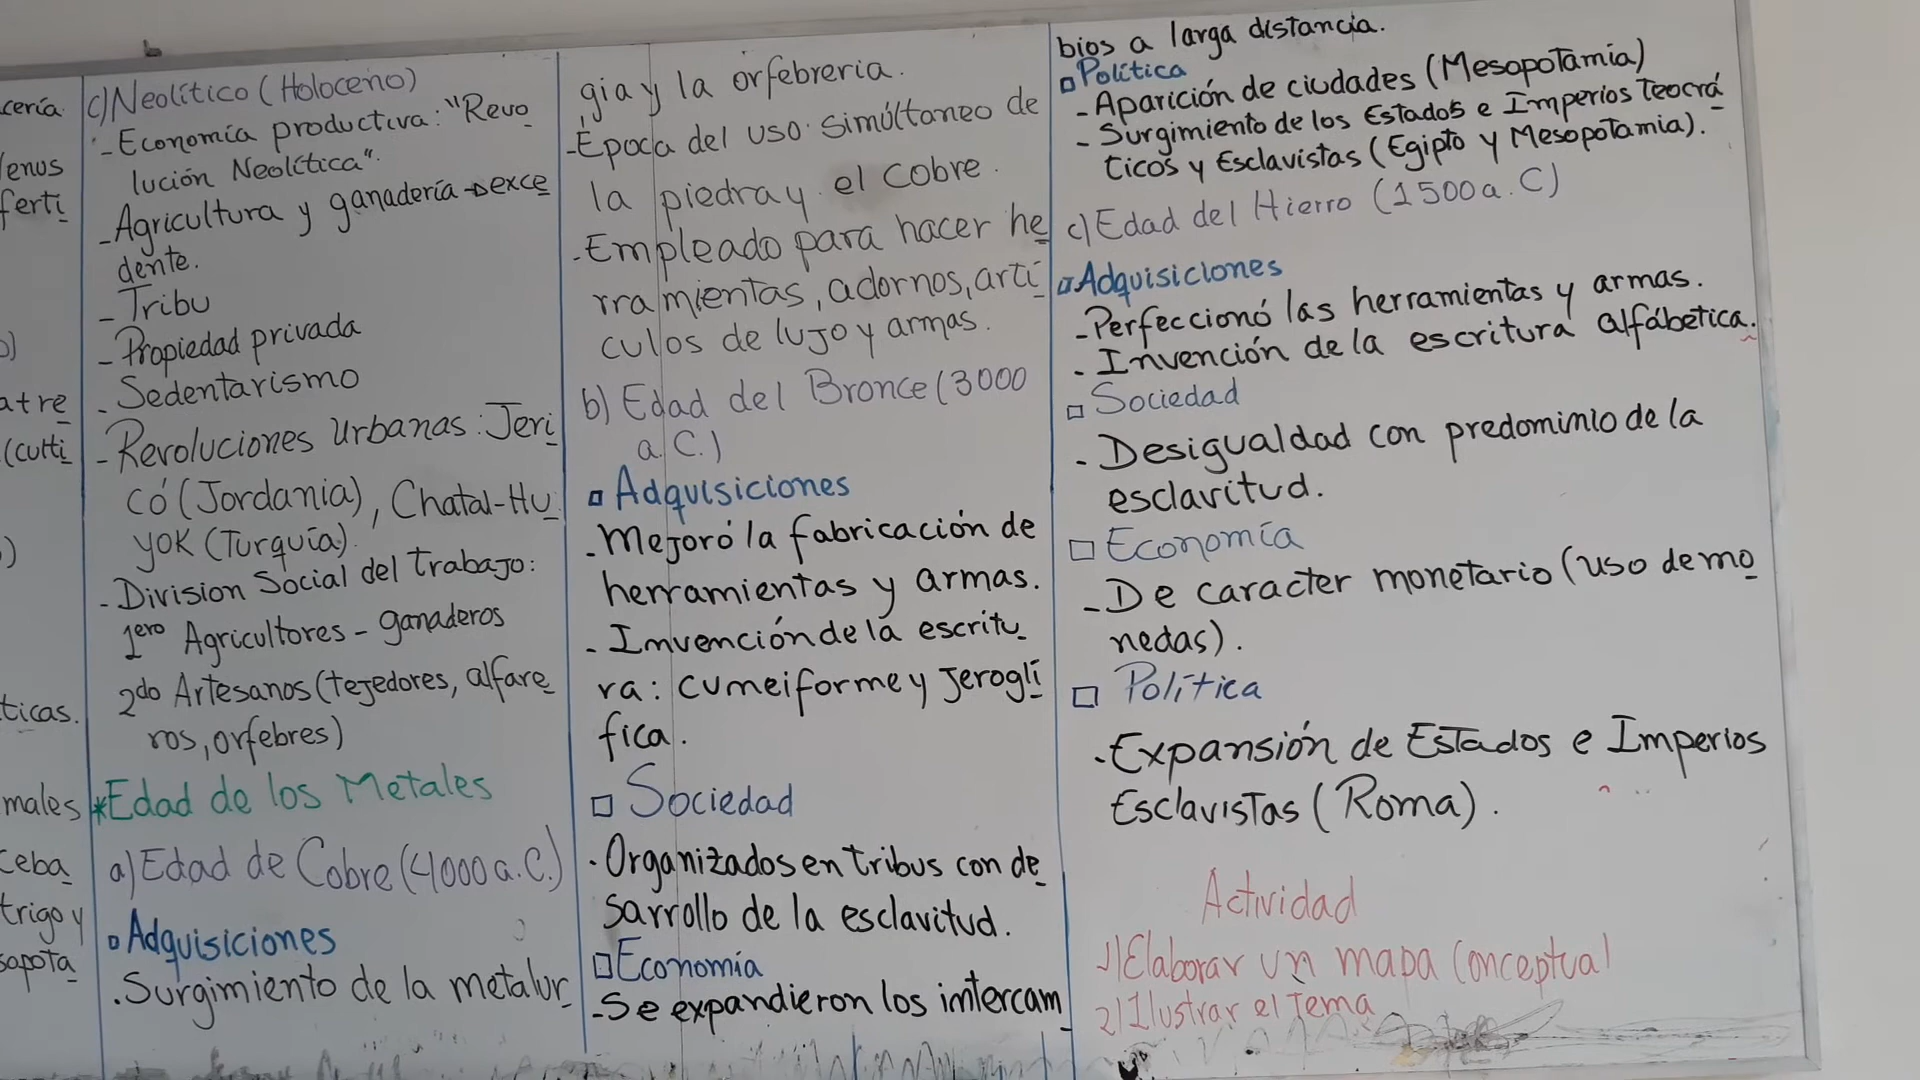 cería
enos
ferti
atre
(culti
ticas.
males
ceba
trigo y
sapota
c) Neolítico (Holoceno)
- Economía productiva: "Revo
lución Neolítica".
- Agricultura y ganadería → exce
dente.
- Tribu
- Propiedad privada
- Sedentarismo
- Revoluciones Urbanas: Jeri
có (Jordania), Chatal-Hu
yok (Turquía).
- Division Social del trabajo:
1ero Agricultores - ganaderos
2do Artesanos (tejedores, alfare
ros, orfebres)
*Edad de los Metales
a) Edad de Cobre (4000 a.C.)
▫ Adquisiciones
. Surgimiento de la metalur
gia y la orfebreria.
- Época del uso simúltaneo de
la piedra y el cobre.
- Empleado para hacer he
rramientas, adornos, artí
culos de lujo y armas.
b) Edad del Bronce (3000
a.C.)
▫ Adquisiciones
- Mejoró la fabricación de
herramientas y armas.
- Invención de la escritu
ra: cumeiforme y jeroglí
fica.
□ Sociedad
. Organizados en tribus con de
sarrollo de la esclavitud.
□ Economía
- Se expandieron los intercam
bios a larga distancia.
▫ Política
- Aparición de ciudades (Mesopotamia)
- Surgimiento de los Estados e Imperios Teocrá
ticos y Esclavistas (Egipto y Mesopotamia).
c) Edad del Hierro (1500 a.C)
▫ Adquisiciones
- Perfeccionó las herramientas y armas.
- Invención de la escritura alfábetica.
□ Sociedad
. Desigualdad con predominio de la
esclavitud.
□ Economía
- De caracter monetario (uso de mo
nedas).
□ Política
. Expansión de Estados e Imperios
Esclavistas (Roma).
Actividad
1) Elaborar un mapa Conceptual
2) Ilustrar el tema